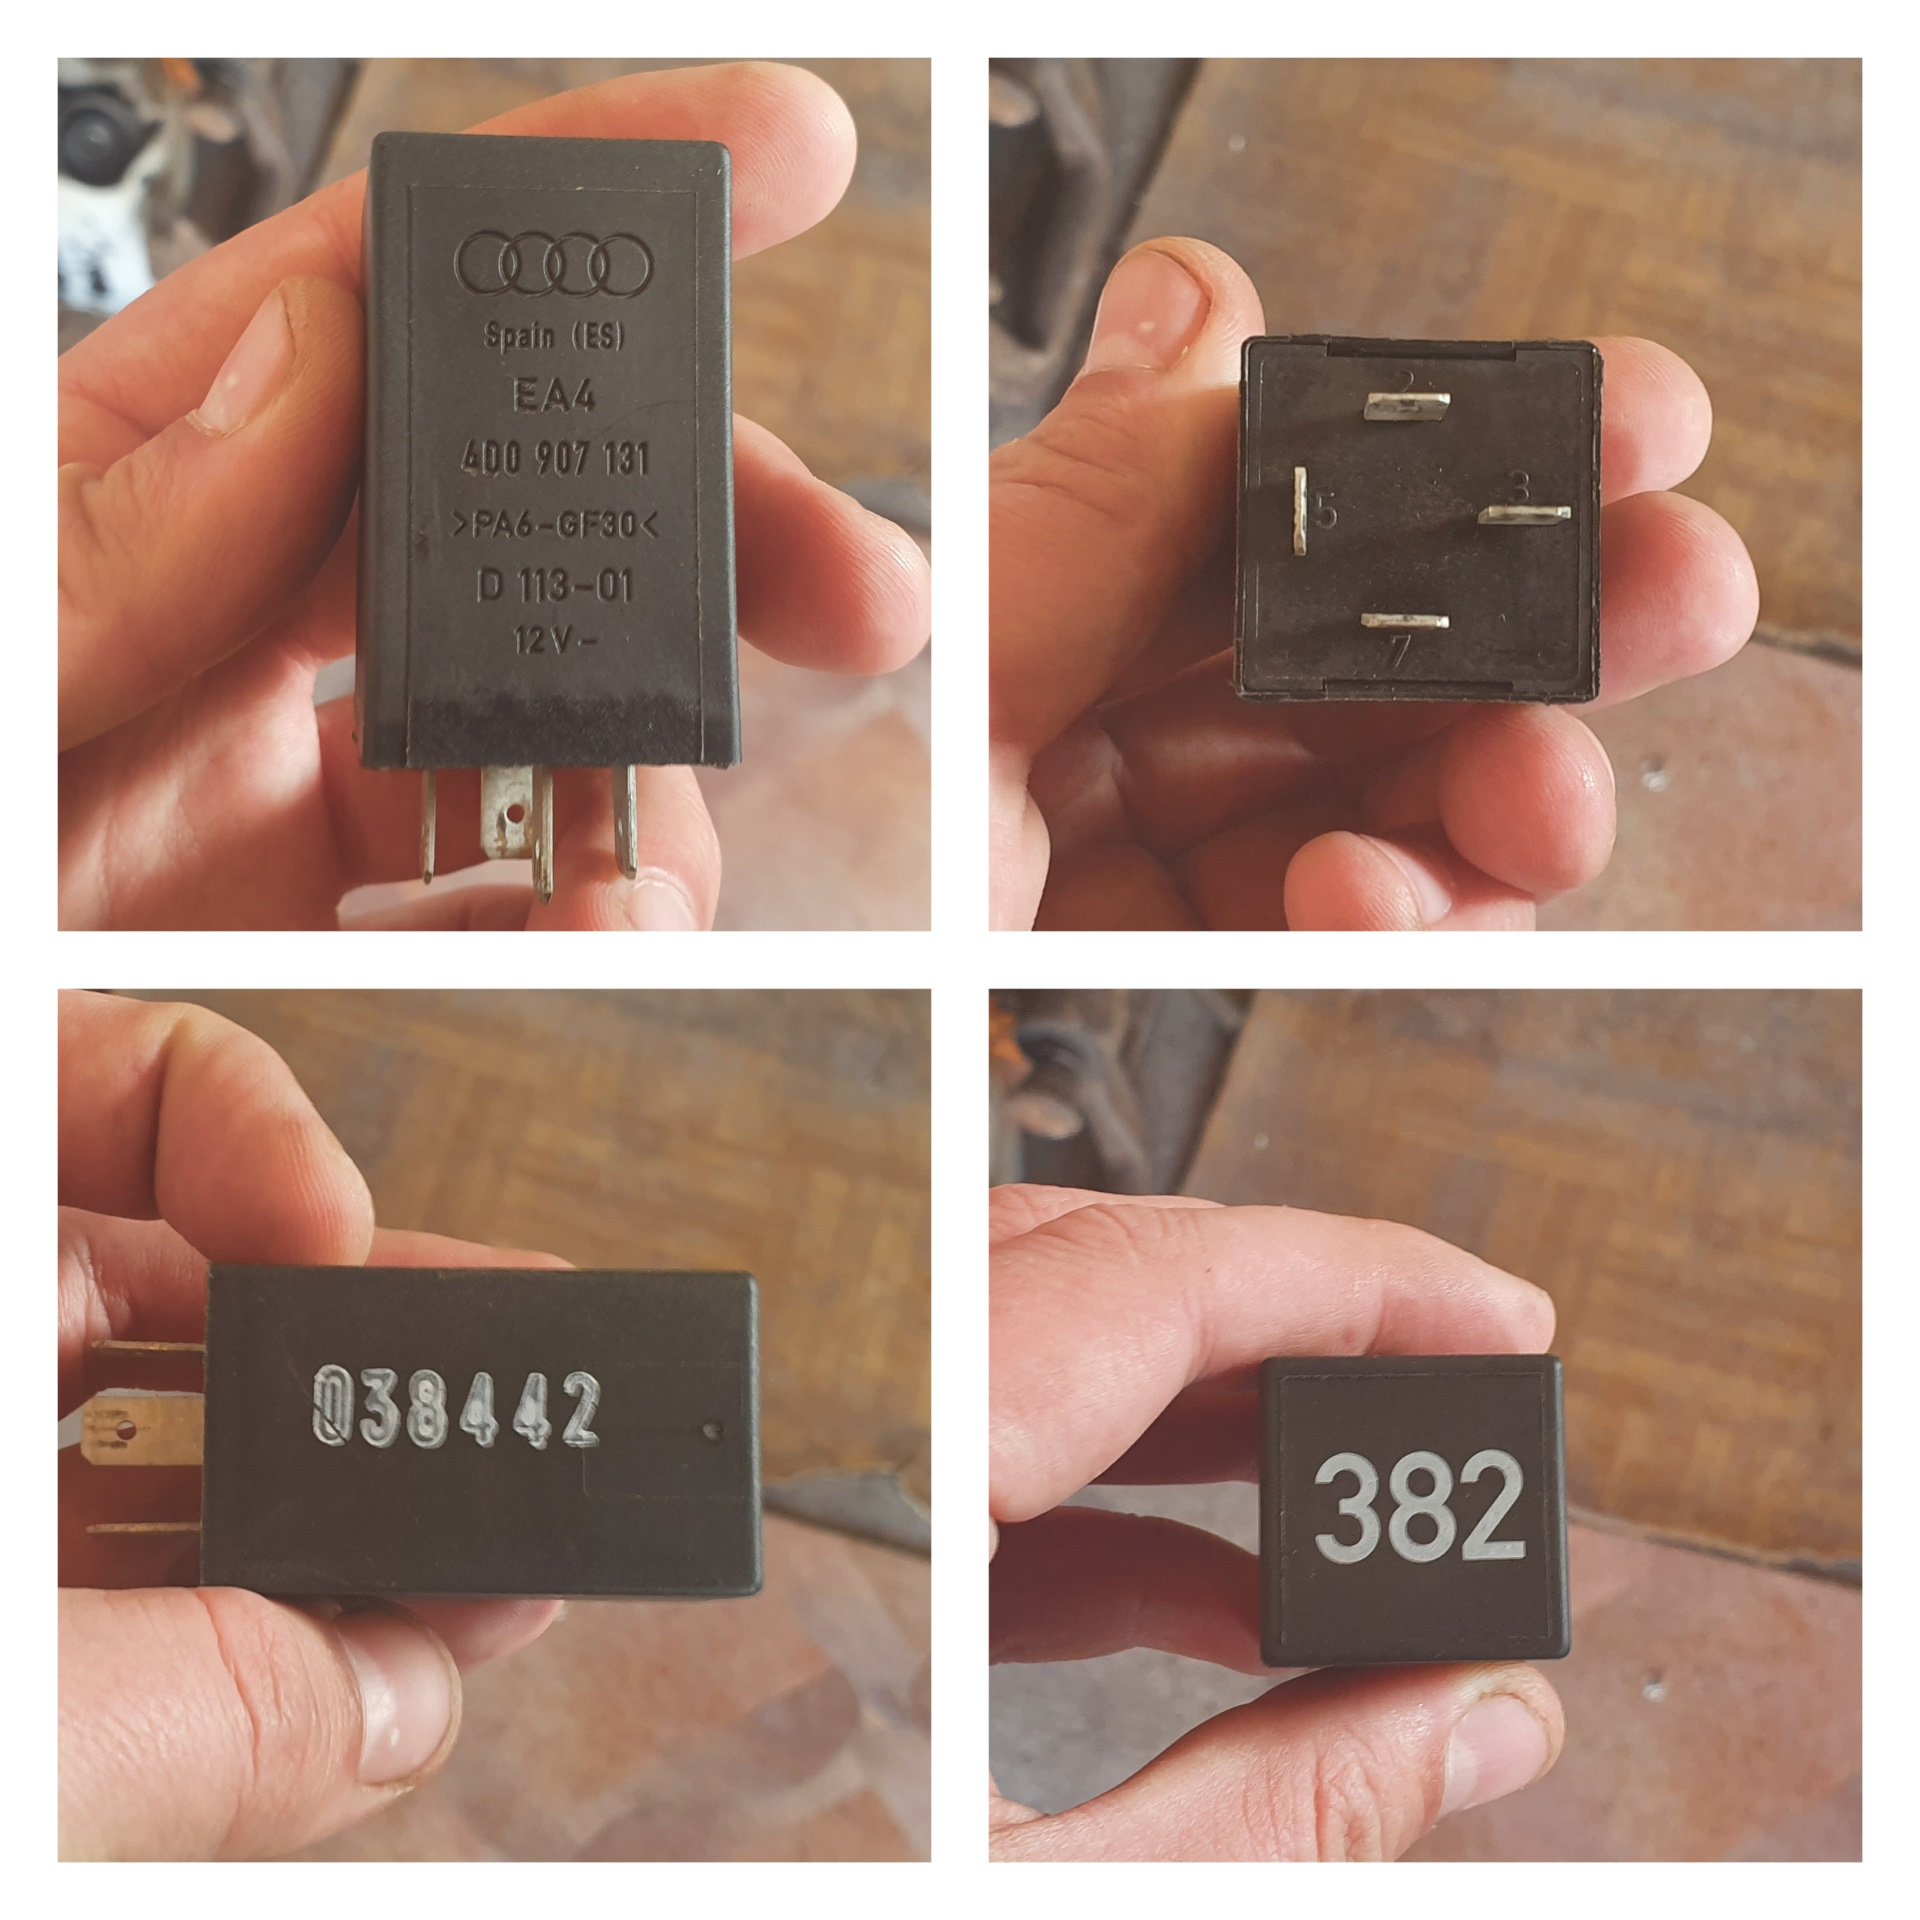 Spain (ES)
EA4
4D0 907 131
>PA6-GF30<
D 113-01
12V-
2
5
3
7
038442
382